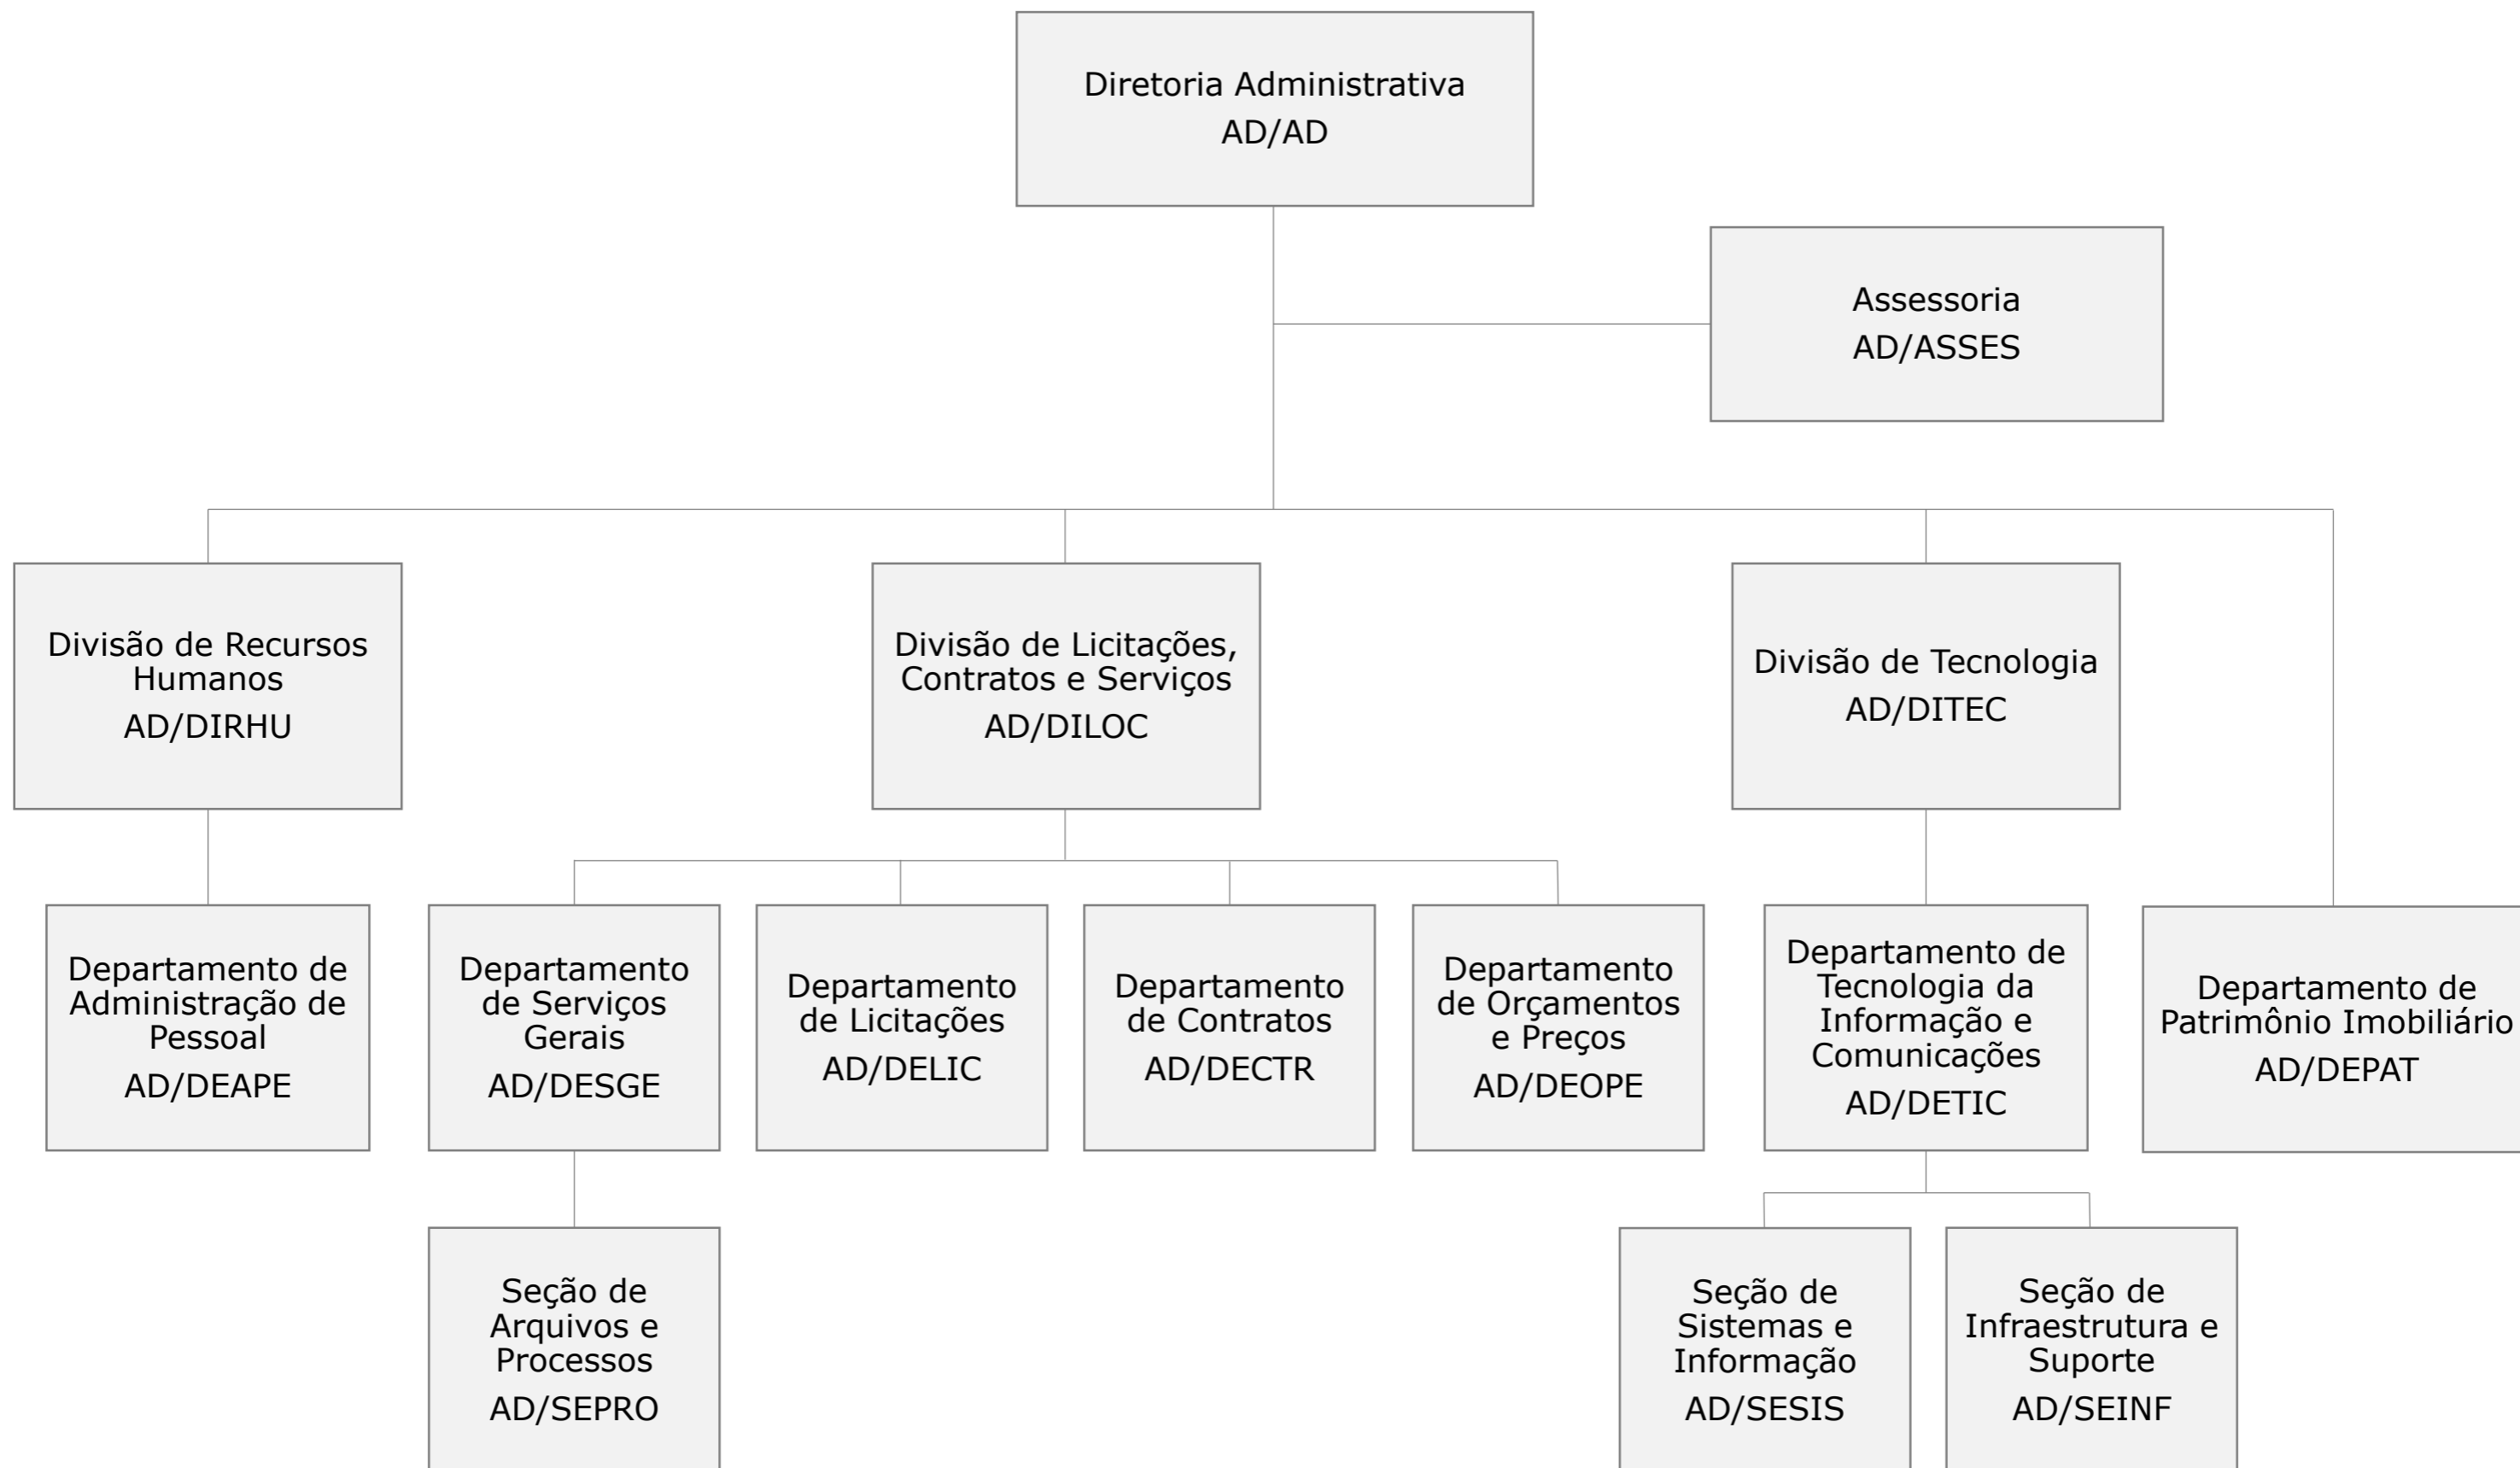 Diretoria Administrativa
AD/AD
Assessoria
AD/ASSES
Divisão de Recursos
Humanos
AD/DIRHU
Divisão de Licitações,
Contratos e Serviços
AD/DILOC
Divisão de Tecnologia
AD/DITEC
Departamento de
Administração de
Pessoal
AD/DEAPE
Departamento
de Serviços
Gerais
AD/DESGE
Departamento
de Licitações
AD/DELIC
Departamento
de Contratos
AD/DECTR
Departamento
de Orçamentos
e Preços
AD/DEOPE
Departamento de
Tecnologia da
Informação e
Comunicações
AD/DETIC
Departamento de
Patrimônio Imobiliário
AD/DEPAT
Seção de
Arquivos e
Processos
AD/SEPRO
Seção de
Sistemas e
Informação
AD/SESIS
Seção de
Infraestrutura e
Suporte
AD/SEINF